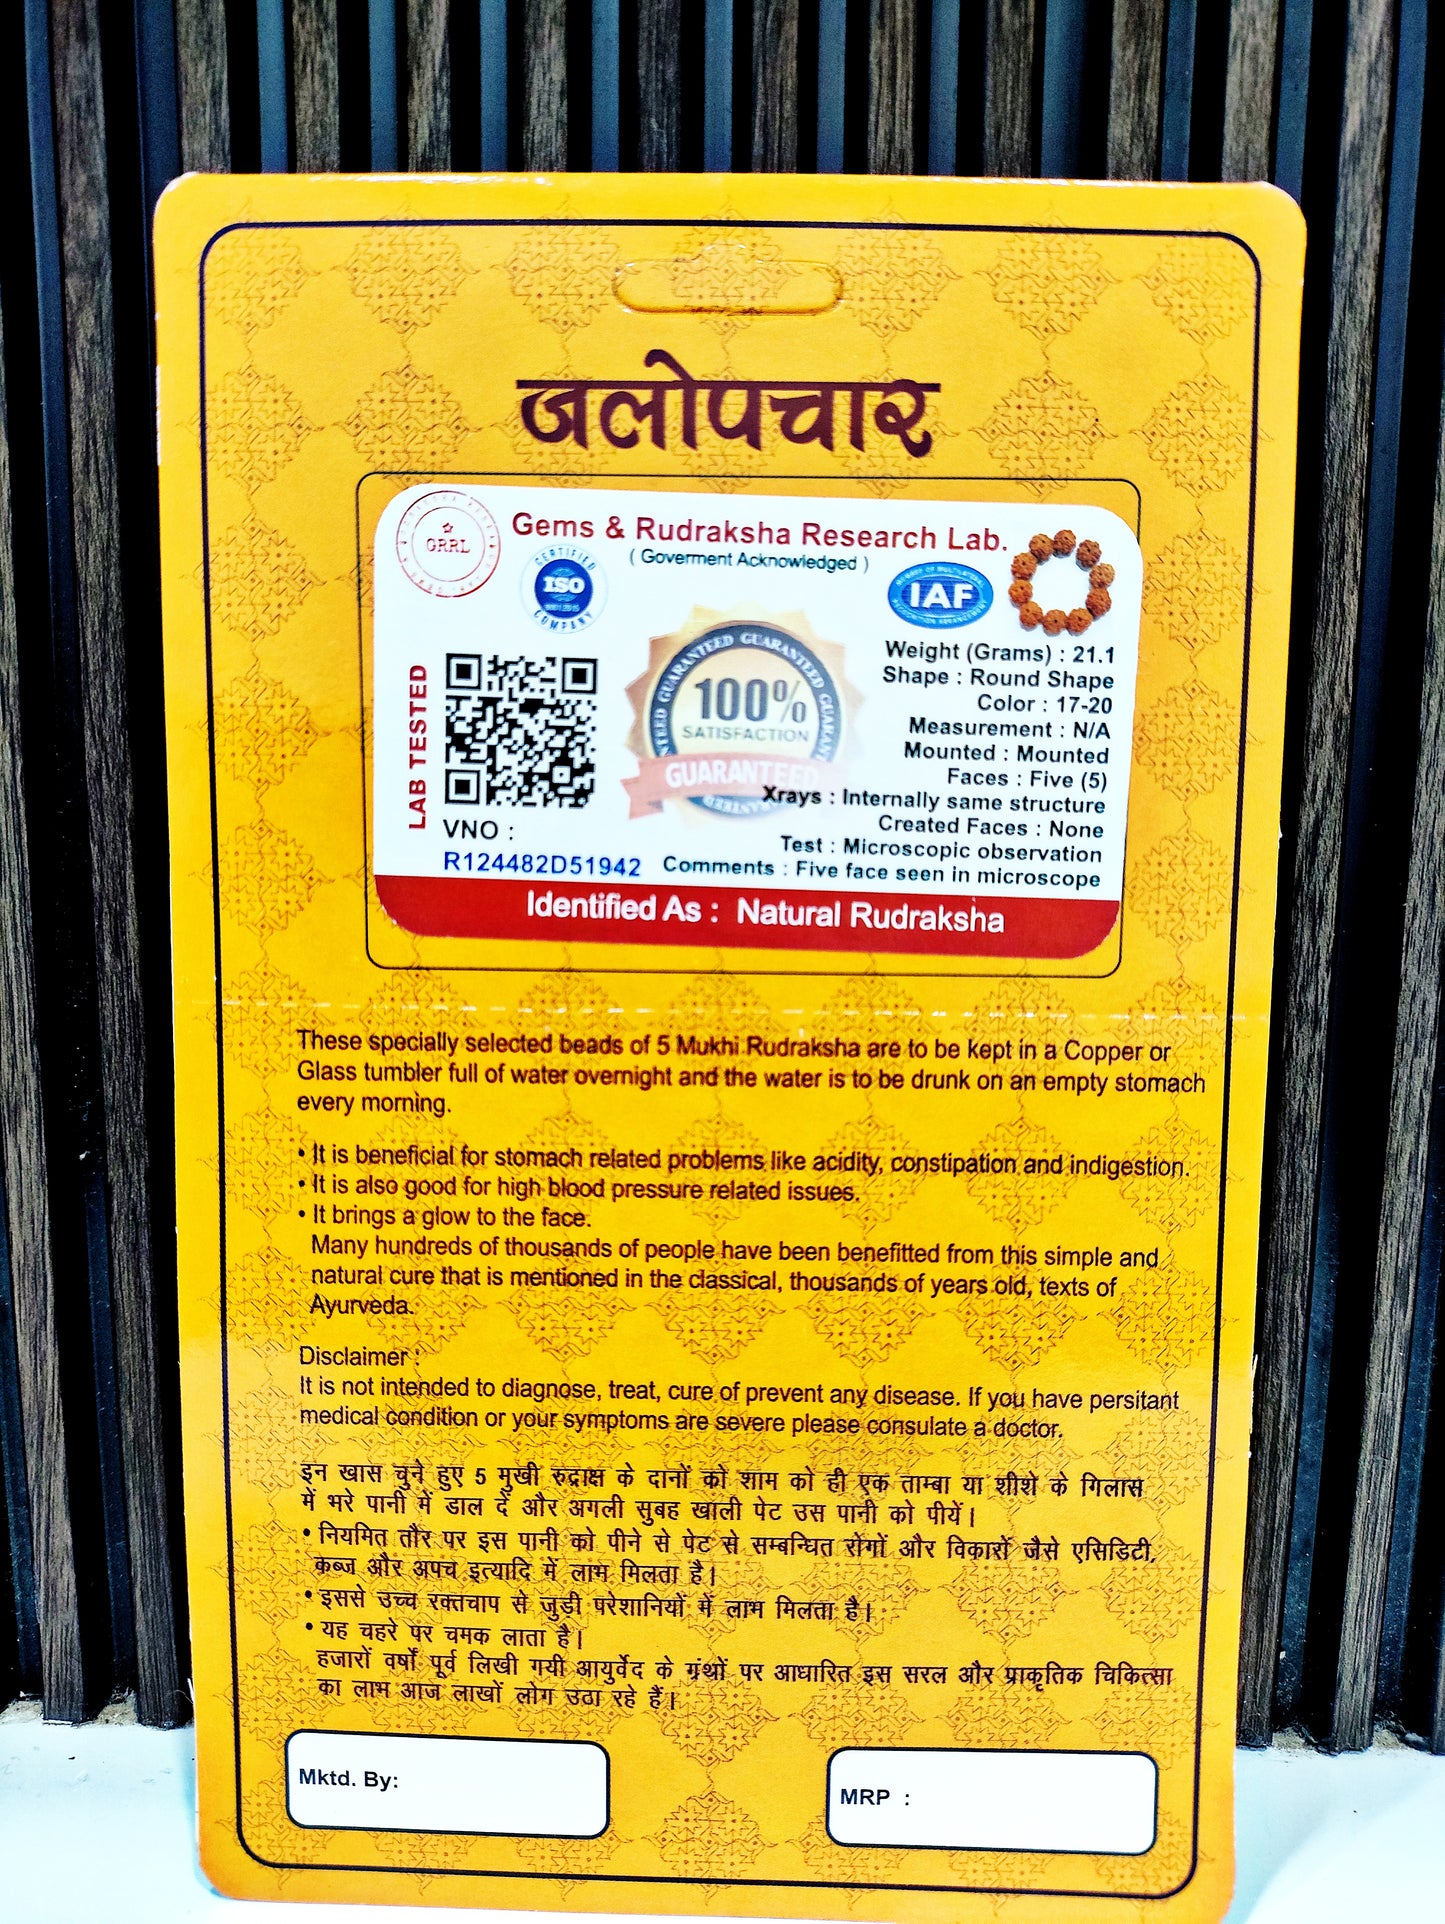 जलोपचार
GRRL
Gems & Rudraksha Research Lab.
( Goverment Acknowledged )
CERTIFIED
ISO
9001:2015
COMPANY
IAF
LAB TESTED
GUARANTEED GUARANTEED
100%
SATISFACTION
GUARANTEED
Weight (Grams) : 21.1
Shape : Round Shape
Color : 17-20
Measurement : N/A
Mounted : Mounted
Faces : Five (5)
Xrays : Internally same structure
Created Faces : None
Test : Microscopic observation
Comments : Five face seen in microscope
VNO :
R124482D51942
Identified As : Natural Rudraksha
These specially selected beads of 5 Mukhi Rudraksha are to be kept in a Copper or
Glass tumbler full of water overnight and the water is to be drunk on an empty stomach
every morning.
• It is beneficial for stomach related problems like acidity, constipation and indigestion.
• It is also good for high blood pressure related issues.
• It brings a glow to the face.
Many hundreds of thousands of people have been benefitted from this simple and
natural cure that is mentioned in the classical, thousands of years old, texts of
Ayurveda.
Disclaimer :
It is not intended to diagnose, treat, cure of prevent any disease. If you have persitant
medical condition or your symptoms are severe please consulate a doctor.
इन खास चुने हुए 5 मुखी रुद्राक्ष के दानों को शाम को ही एक ताम्बा या शीशे के गिलास
में भरे पानी में डाल दें और अगली सुबह खाली पेट उस पानी को पीयें।
• नियमित तौर पर इस पानी को पीने से पेट से सम्बन्धित रोगों और विकारों जैसे एसिडिटी,
कब्ज और अपच इत्यादि में लाभ मिलता है।
• इससे उच्च रक्तचाप से जुड़ी परेशानियों में लाभ मिलता है।
• यह चहरे पर चमक लाता है।
हजारों वर्षों पूर्व लिखी गयी आयुर्वेद के ग्रंथों पर आधारित इस सरल और प्राकृतिक चिकित्सा
का लाभ आज लाखों लोग उठा रहे हैं।
Mktd. By:
MRP :